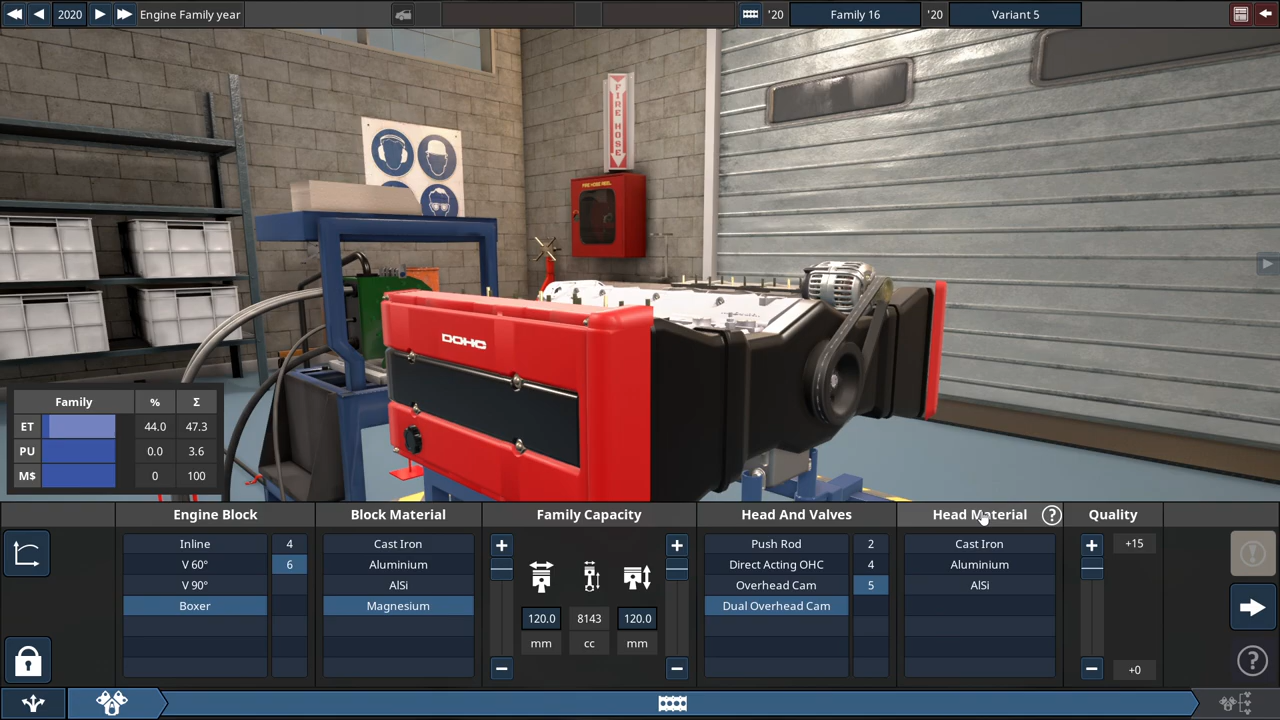 2020
Engine Family year
'20
Family 16
'20
Variant 5
FIRE HOSE
FIRE HOSE REEL
DOHC
Family
%
Σ
ET
44.0
47.3
PU
0.0
3.6
M$
0
100
Engine Block
Block Material
Family Capacity
Head And Valves
Head Material
?
Quality
Inline
4
V 60°
6
V 90°
Boxer
Cast Iron
Aluminium
AlSi
Magnesium
+
+
120.0
8143
120.0
mm
cc
mm
−
−
Push Rod
2
Direct Acting OHC
4
Overhead Cam
5
Dual Overhead Cam
Cast Iron
Aluminium
AlSi
+
+15
−
+0
!
?